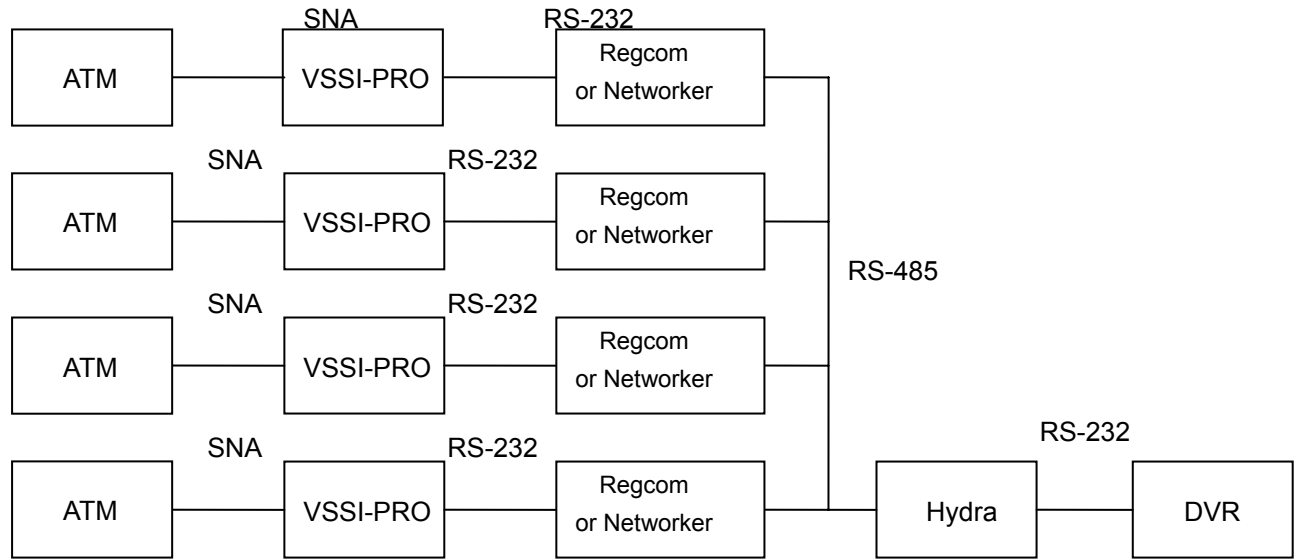 SNA RS-232
ATM VSSI-PRO Regcom
or Networker
SNA RS-232
ATM VSSI-PRO Regcom
or Networker
RS-485
SNA RS-232
ATM VSSI-PRO Regcom
or Networker
RS-232
SNA RS-232
ATM VSSI-PRO Regcom
or Networker
Hydra DVR